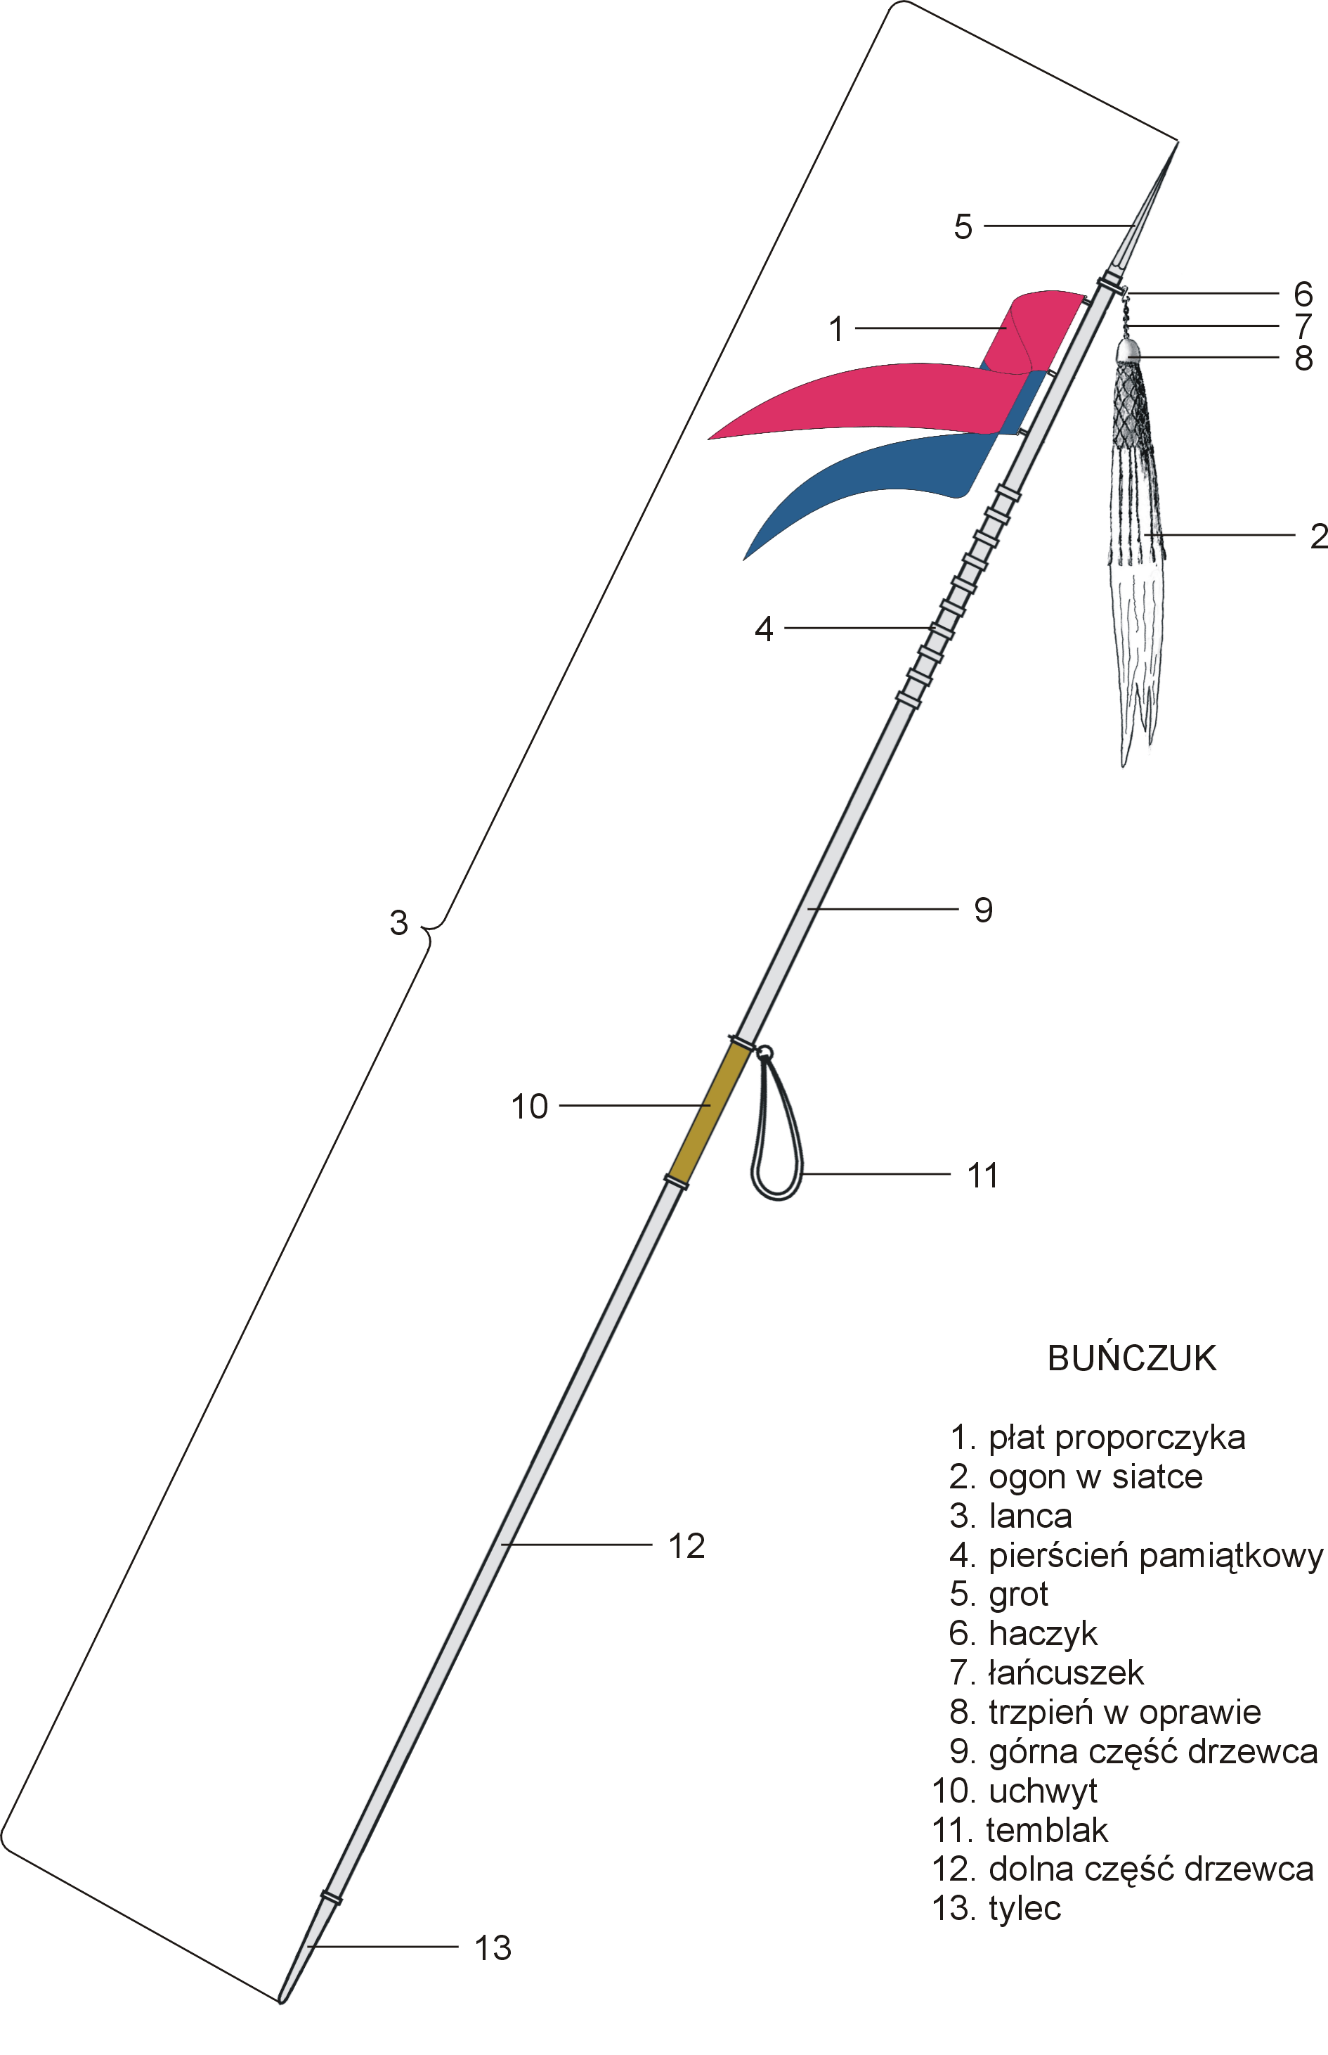 5
6
7
1
8
2
4
9
3
10
11
BUŃCZUK
1. płat proporczyka
2. ogon w siatce
3. lanca
12
4. pierścień pamiątkowy
5. grot
6. haczyk
7. łańcuszek
8. trzpień w oprawie
9. górna część drzewca
10. uchwyt
11. temblak
12. dolna część drzewca
13. tylec
13